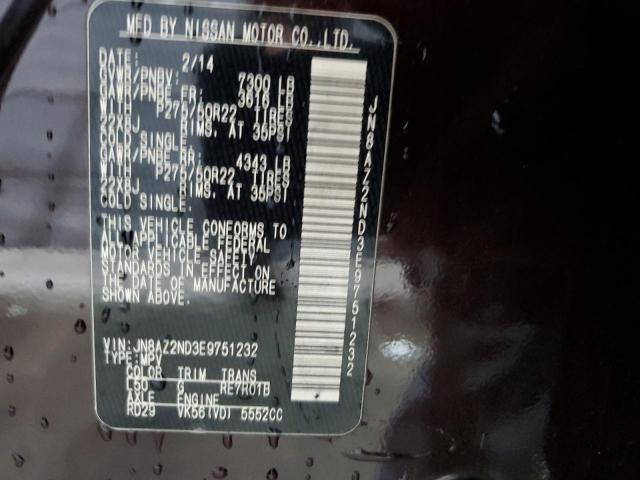 MFD BY NISSAN MOTOR CO.,LTD.
DATE: 2/14
GVWR/PNBV: 7300 LB
GAWR/PNBE FR: 3616 LB
WITH P275/50R22 TIRES
22X8J RIMS, AT 35PSI
COLD SINGLE.
GAWR/PNBE RR: 4343 LB
WITH P275/50R22 TIRES
22X8J RIMS, AT 35PSI
COLD SINGLE.
THIS VEHICLE CONFORMS TO
ALL APPLICABLE FEDERAL
MOTOR VEHICLE SAFETY
STANDARDS IN EFFECT ON
THE DATE OF MANUFACTURE
SHOWN ABOVE.
VIN: JN8AZ2ND3E9751232
TYPE: MPV
COLOR TRIM TRANS
L50 G RE7R01B
AXLE ENGINE
RD29 VK56(VD) 5552CC
JN8AZ2ND3E9751232